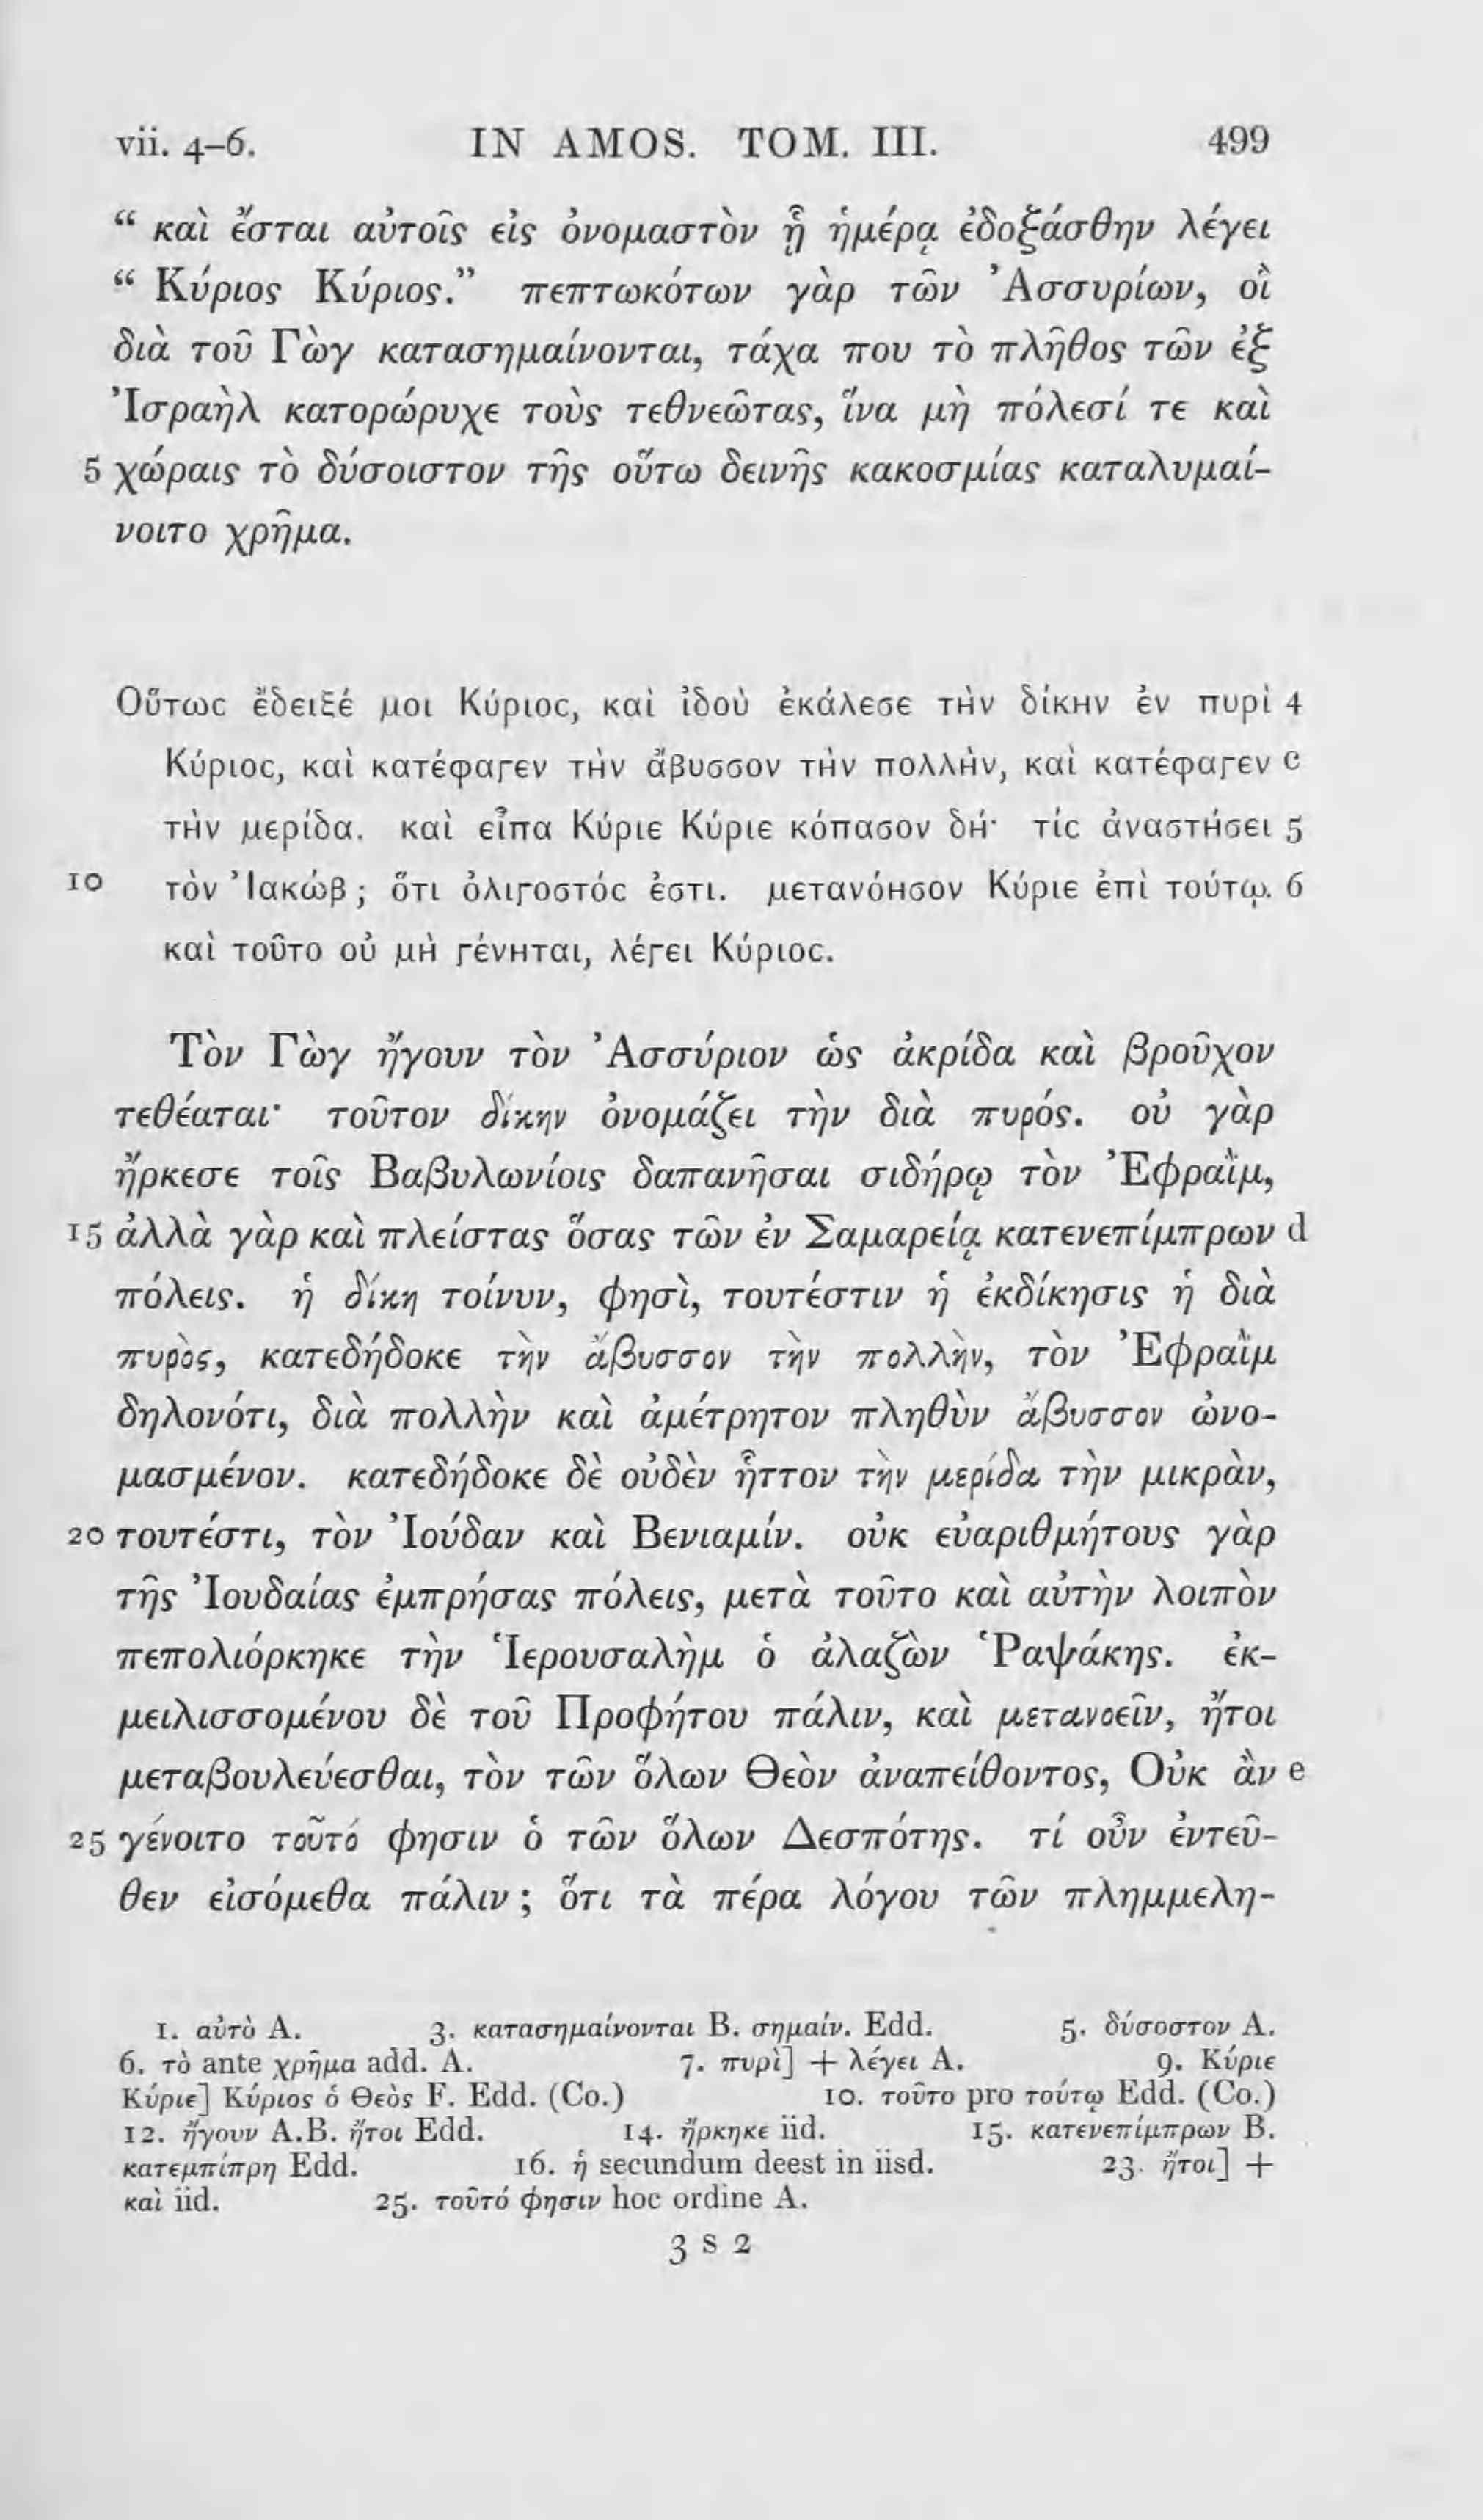 vii. 4–6. IN AMOS. TOM. III. 499
“ καὶ ἔσται αὐτοῖς εἰς ὀνομαστὸν ᾗ ἡμέρᾳ ἐδοξάσθην λέγει
“ Κύριος Κύριος.” πεπτωκότων γὰρ τῶν Ἀσσυρίων, οἳ
διὰ τοῦ Γὼγ κατασημαίνονται, τάχα που τὸ πλῆθος τῶν ἐξ
Ἰσραὴλ κατορώρυχε τοὺς τεθνεῶτας, ἵνα μὴ πόλεσί τε καὶ
5 χώραις τὸ δύσοιστον τῆς οὕτω δεινῆς κακοσμίας καταλυμαί-
νοιτο χρῆμα.
Οὕτως ἔδειξέ μοι Κύριος, καὶ ἰδοὺ ἐκάλεσε τὴν δίκην ἐν πυρὶ 4
Κύριος, καὶ κατέφαγεν τὴν ἄβυσσον τὴν πολλὴν, καὶ κατέφαγεν c
τὴν μερίδα. καὶ εἶπα Κύριε Κύριε κόπασον δή· τίς ἀναστήσει 5
10 τὸν Ἰακώβ ; ὅτι ὀλιγοστός ἐστι. μετανόησον Κύριε ἐπὶ τούτῳ. 6
καὶ τοῦτο οὐ μὴ γένηται, λέγει Κύριος.
Τὸν Γὼγ ἤγουν τὸν Ἀσσύριον ὡς ἀκρίδα καὶ βροῦχον
τεθέαται· τοῦτον δίκην ὀνομάζει τὴν διὰ πυρός. οὐ γὰρ
ἤρκεσε τοῖς Βαβυλωνίοις δαπανῆσαι σιδήρῳ τὸν Ἐφραῒμ,
15 ἀλλὰ γὰρ καὶ πλείστας ὅσας τῶν ἐν Σαμαρείᾳ κατενεπίμπρων d
πόλεις. ἡ δίκη τοίνυν, φησὶ, τουτέστιν ἡ ἐκδίκησις ἡ διὰ
πυρὸς, κατεδήδοκε τὴν ἄβυσσον τὴν πολλὴν, τὸν Ἐφραῒμ
δηλονότι, διὰ πολλὴν καὶ ἀμέτρητον πληθὺν ἄβυσσον ὠνο-
μασμένον. κατεδήδοκε δὲ οὐδὲν ἧττον τὴν μερίδα τὴν μικρὰν,
20 τουτέστι, τὸν Ἰούδαν καὶ Βενιαμίν. οὐκ εὐαριθμήτους γὰρ
τῆς Ἰουδαίας ἐμπρήσας πόλεις, μετὰ τοῦτο καὶ αὐτὴν λοιπὸν
πεπολιόρκηκε τὴν Ἱερουσαλὴμ ὁ ἀλαζὼν Ῥαψάκης. ἐκ-
μειλισσομένου δὲ τοῦ Προφήτου πάλιν, καὶ μετανοεῖν, ἤτοι
μεταβουλεύεσθαι, τὸν τῶν ὅλων Θεὸν ἀναπείθοντος, Οὐκ ἂν e
25 γένοιτο τοῦτό φησιν ὁ τῶν ὅλων Δεσπότης. τί οὖν ἐντεῦ-
θεν εἰσόμεθα πάλιν ; ὅτι τὰ πέρα λόγου τῶν πλημμελη-
1. αὐτὸ A. 3. κατασημαίνονται B. σημαίν. Edd. 5. δύσοστον A.
6. τὸ ante χρῆμα add. A. 7. πυρὶ] + λέγει A. 9. Κύριε
Κύριε] Κύριος ὁ Θεὸς F. Edd. (Co.) 10. τοῦτο pro τούτῳ Edd. (Co.)
12. ἤγουν A.B. ἤτοι Edd. 14. ἤρκηκε iid. 15. κατενεπίμπρων B.
κατεμπίπρη Edd. 16. ἡ secundum deest in iisd. 23. ἤτοι] +
καὶ iid. 25. τοῦτό φησιν hoc ordine A.
3 S 2